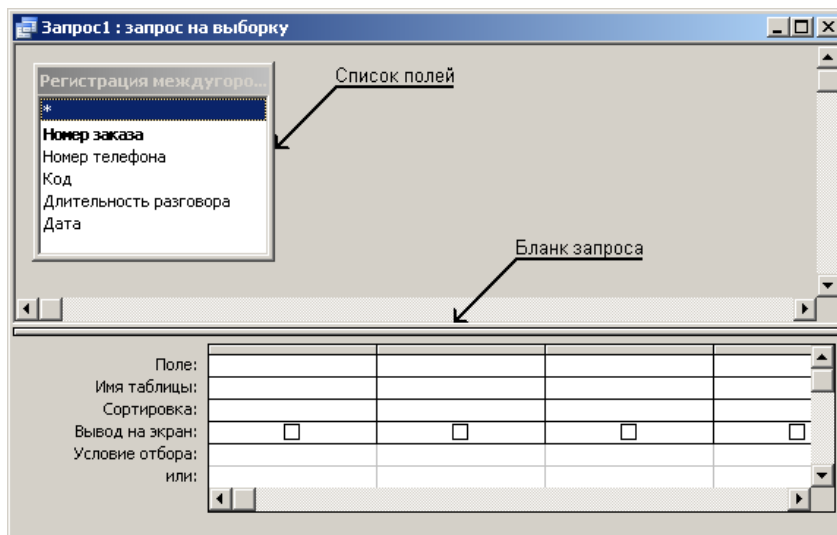 Запрос1 : запрос на выборку
Список полей
Регистрация междугоро...
*
Номер заказа
Номер телефона
Код
Длительность разговора
Дата
Бланк запроса
Поле:
Имя таблицы:
Сортировка:
Вывод на экран:
Условие отбора:
или: